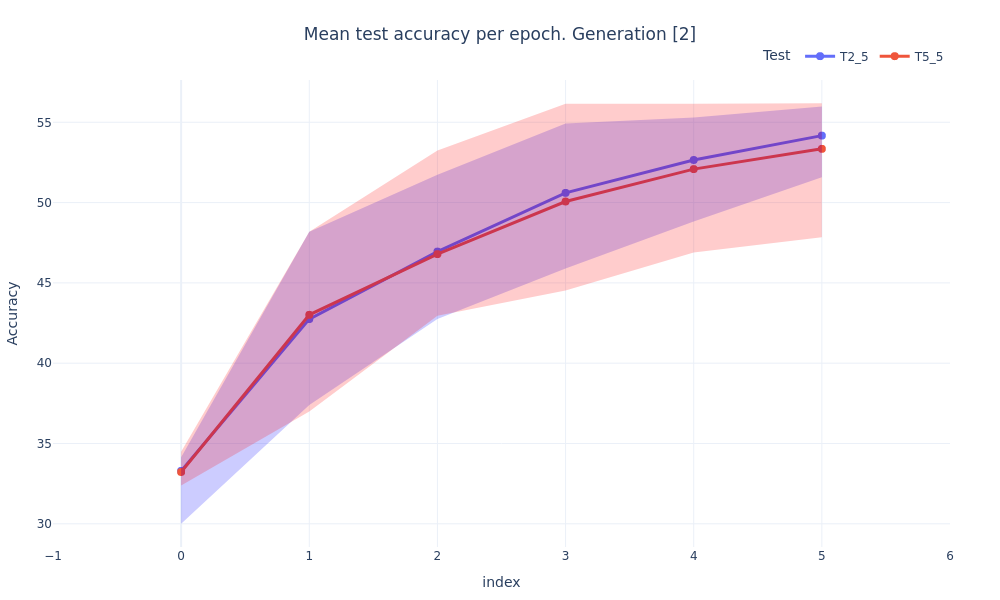 Mean test accuracy per epoch. Generation [2]
Test T2_5 T5_5
55
50
45
40
35
30
Accuracy
−1 0 1 2 3 4 5 6
index